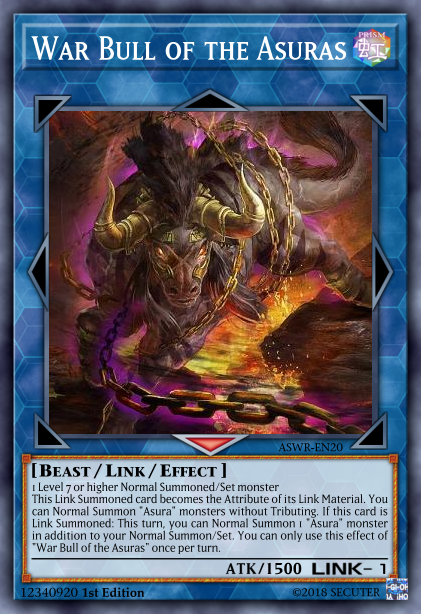 War Bull of the Asuras
PRISM
虹
ASWR-EN20
[ Beast / Link / Effect ]
1 Level 7 or higher Normal Summoned/Set monster
This Link Summoned card becomes the Attribute of its Link Material. You
can Normal Summon "Asura" monsters without Tributing. If this card is
Link Summoned: This turn, you can Normal Summon 1 "Asura" monster
in addition to your Normal Summon/Set. You can only use this effect of
"War Bull of the Asuras" once per turn.
ATK/1500 LINK- 1
12340920 1st Edition ©2018 SECUTER